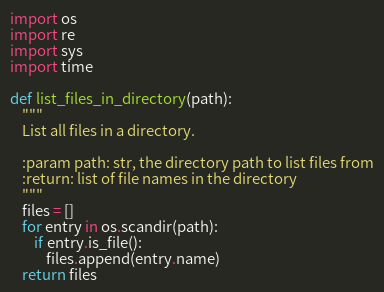 import os
import re
import sys
import time

def list_files_in_directory(path):
    """
    List all files in a directory.

    :param path: str, the directory path to list files from
    :return: list of file names in the directory
    """
    files = []
    for entry in os.scandir(path):
        if entry.is_file():
            files.append(entry.name)
    return files